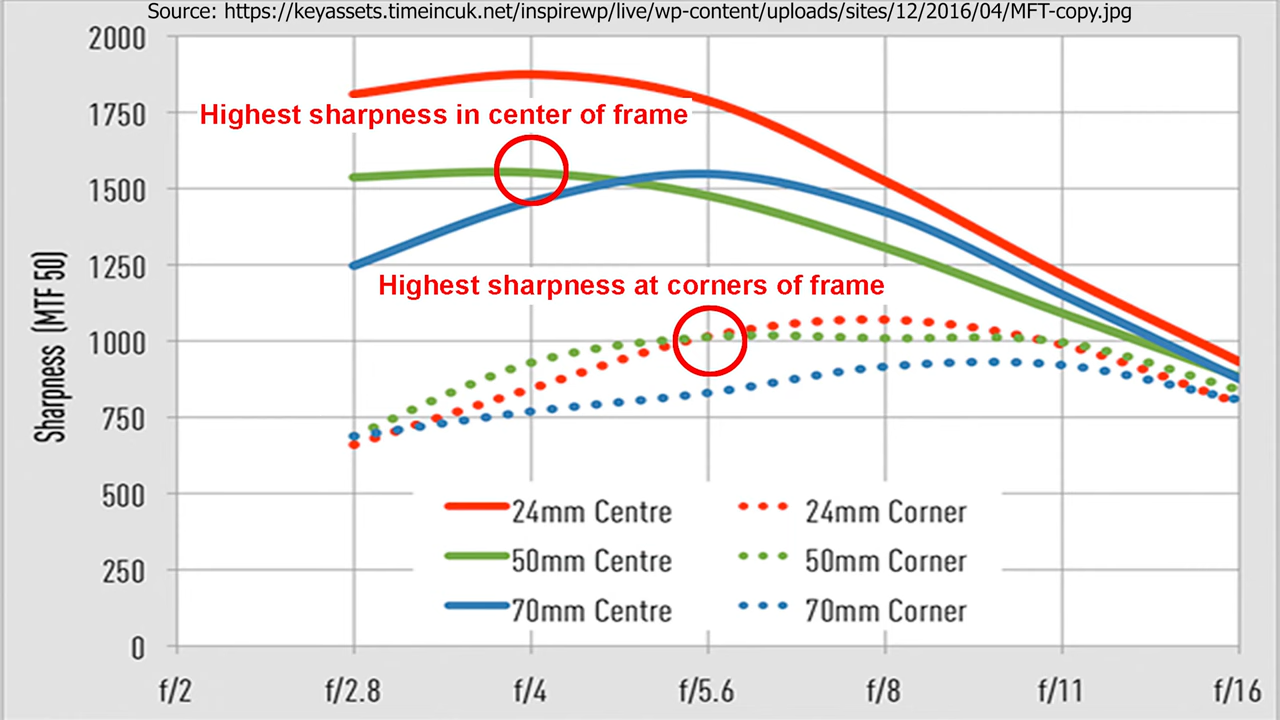 Source: https://keyassets.timeincuk.net/inspirewp/live/wp-content/uploads/sites/12/2016/04/MFT-copy.jpg
2000
1750
Highest sharpness in center of frame
1500
1250
Highest sharpness at corners of frame
1000
750
500
250
0
Sharpness (MTF 50)
24mm Centre
24mm Corner
50mm Centre
50mm Corner
70mm Centre
70mm Corner
f/2
f/2.8
f/4
f/5.6
f/8
f/11
f/16